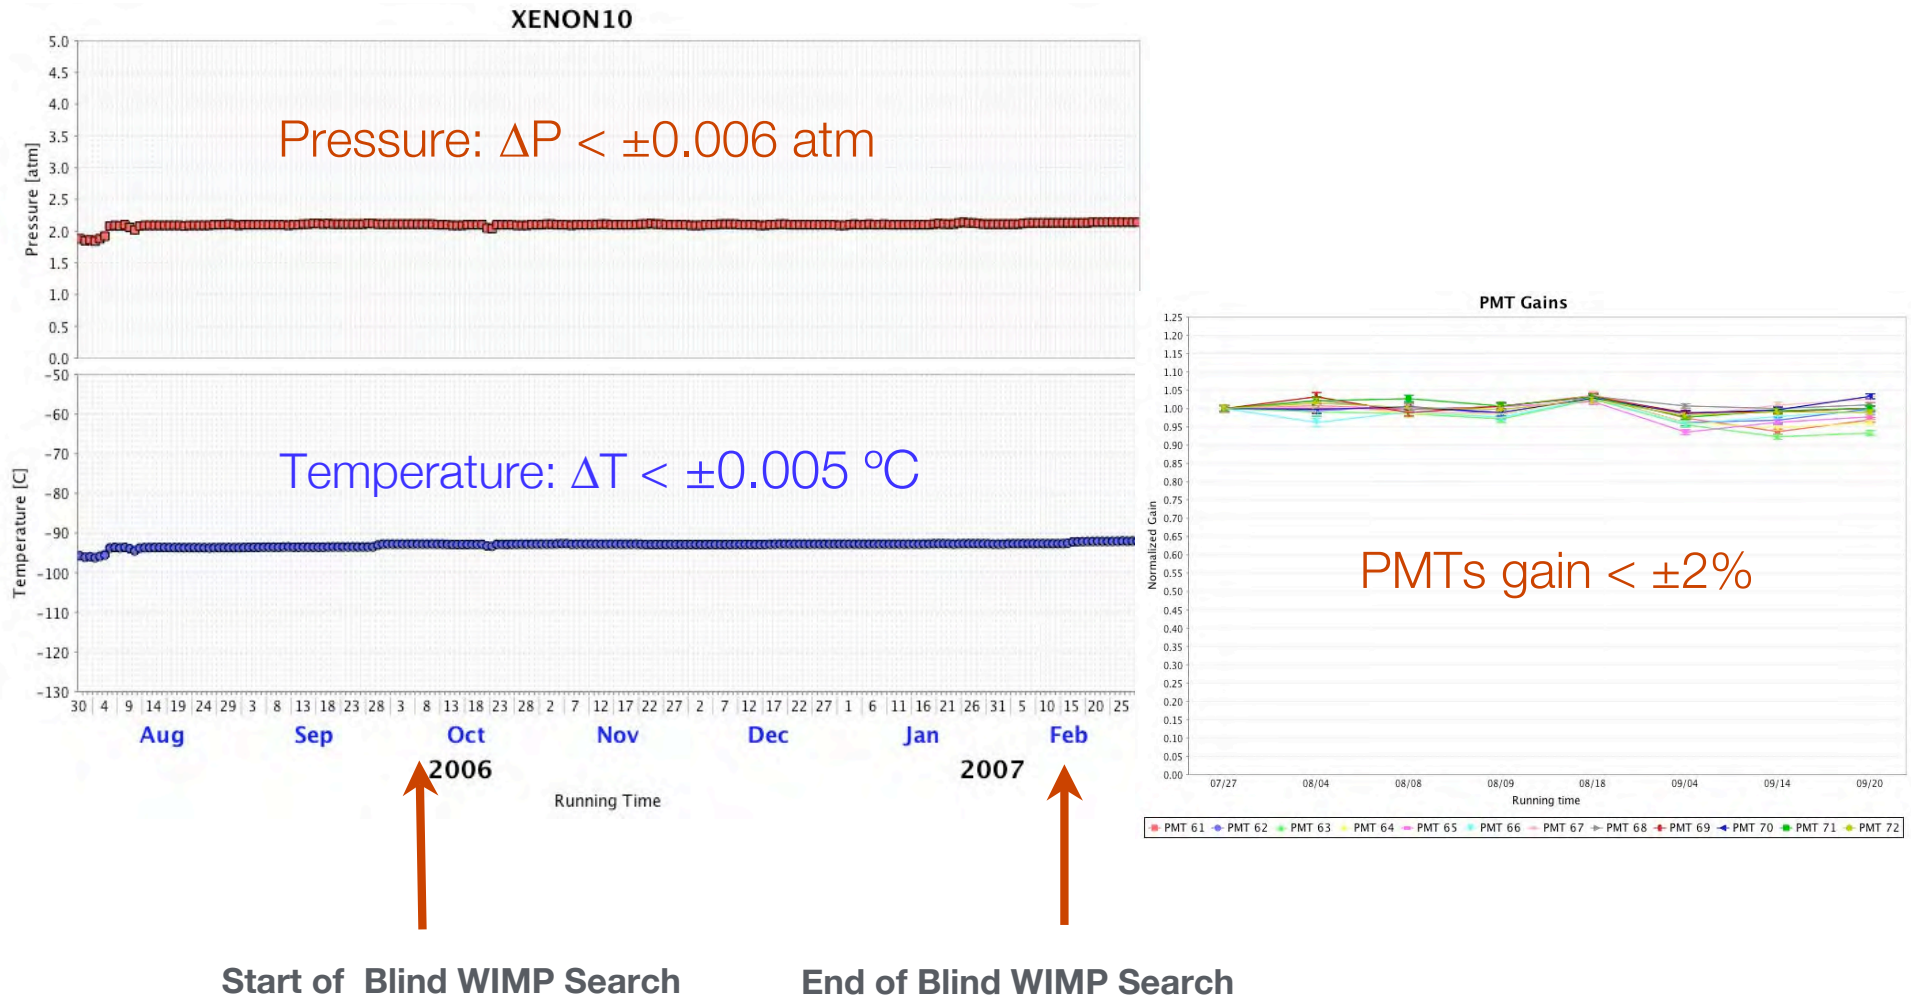 XENON10
5.0
4.5
4.0
3.5
3.0
2.5
2.0
1.5
1.0
0.5
0.0
Pressure [atm]
Pressure: ΔP < ±0.006 atm
-50
-60
-70
-80
-90
-100
-110
-120
-130
Temperature [C]
Temperature: ΔT < ±0.005 ºC
30 4 9 14 19 24 29 3 8 13 18 23 28 3 8 13 18 23 28 2 7 12 17 22 27 2 7 12 17 22 27 1 6 11 16 21 26 31 5 10 15 20 25
Aug Sep Oct Nov Dec Jan Feb
2006 2007
Running Time
PMT Gains
1.25
1.20
1.15
1.10
1.05
1.00
0.95
0.90
0.85
0.80
0.75
0.70
0.65
0.60
0.55
0.50
0.45
0.40
0.35
0.30
0.25
0.20
0.15
0.10
0.05
0.00
Normalized Gain
PMTs gain < ±2%
07/27 08/04 08/08 08/09 08/18 09/04 09/14 09/20
Running time
PMT 61 PMT 62 PMT 63 PMT 64 PMT 65 PMT 66 PMT 67 PMT 68 PMT 69 PMT 70 PMT 71 PMT 72
Start of Blind WIMP Search
End of Blind WIMP Search